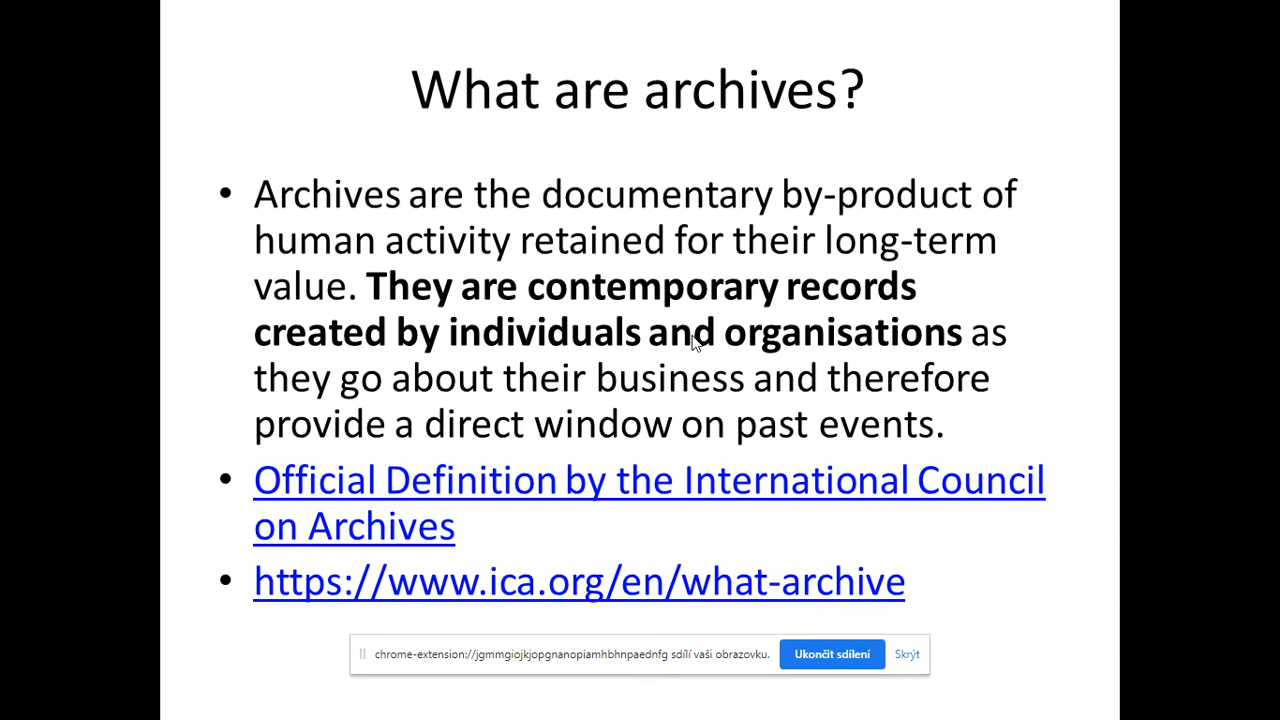 What are archives?
• Archives are the documentary by-product of
human activity retained for their long-term
value. They are contemporary records
created by individuals and organisations as
they go about their business and therefore
provide a direct window on past events.
• Official Definition by the International Council
on Archives
• https://www.ica.org/en/what-archive
chrome-extension://jgmmgiojkjopgnanopiamhbhnpaednfg sdílí vaši obrazovku. Ukončit sdílení Skrýt